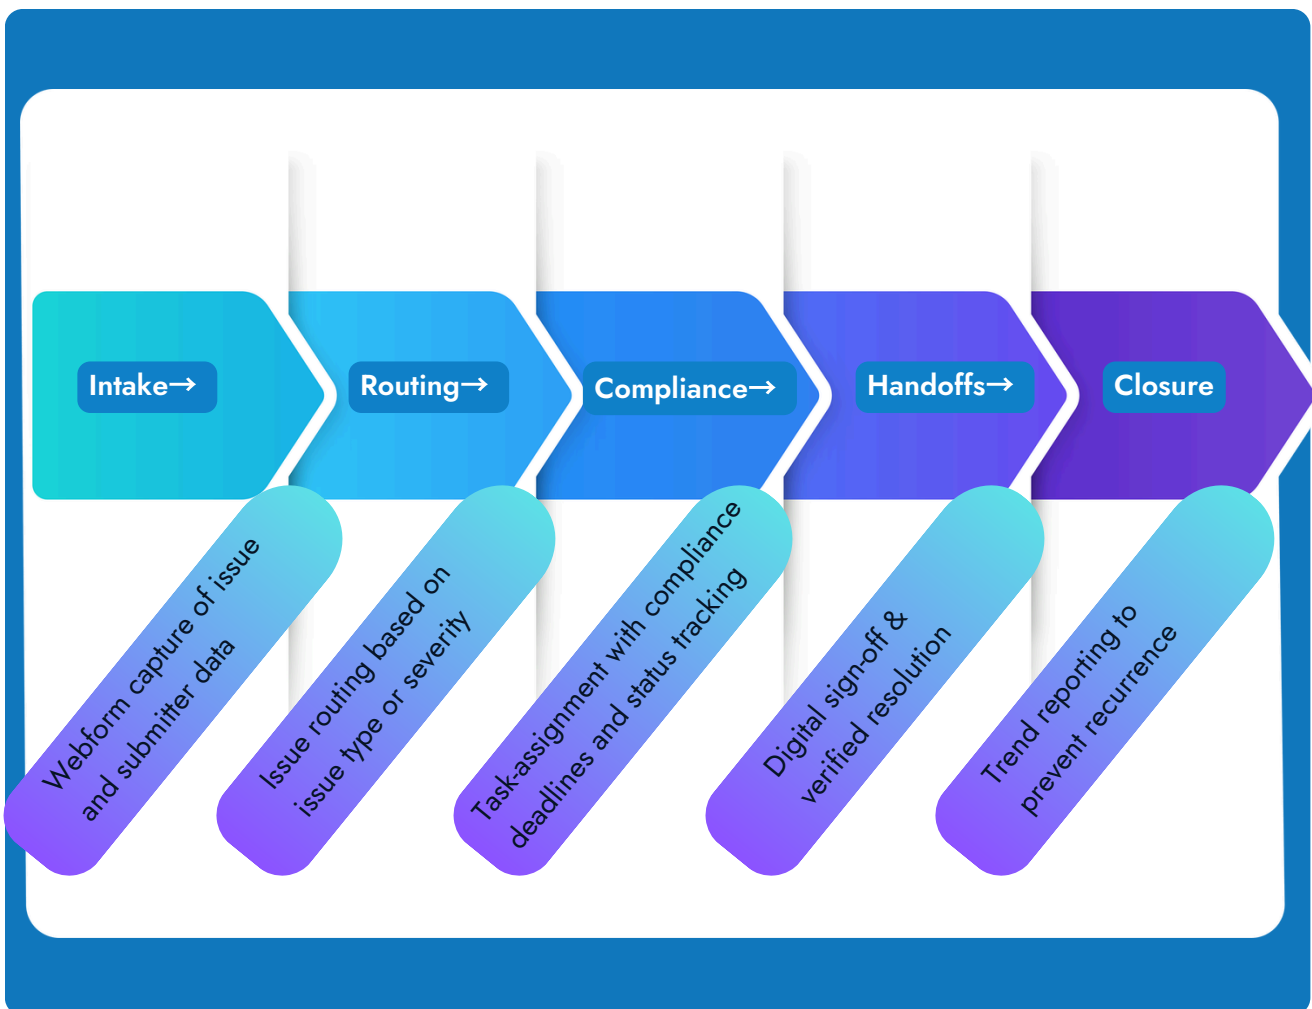 Intake→
Routing→
Compliance→
Handoffs→
Closure
Webform capture of issue
and submitter data
Issue routing based on
issue type or severity
Task-assignment with compliance
deadlines and status tracking
Digital sign-off &
verified resolution
Trend reporting to
prevent recurrence